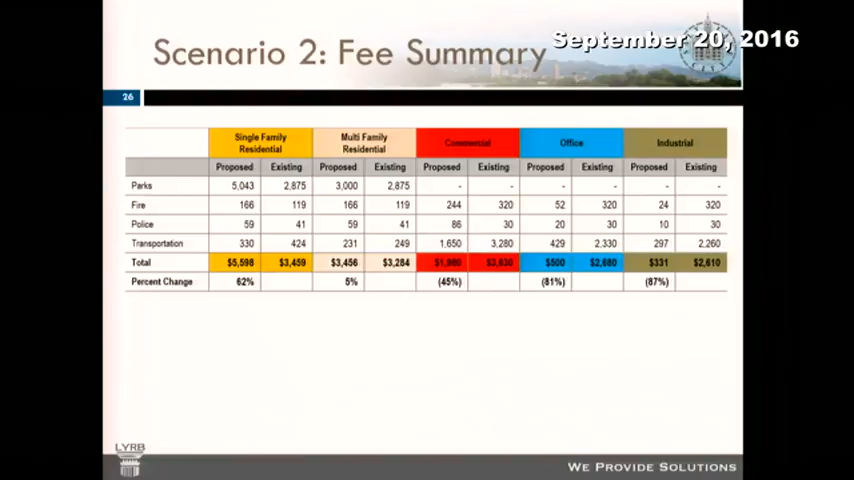 September 20, 2016
Scenario 2: Fee Summary
26
Single Family Residential Multi Family Residential Commercial Office Industrial
Proposed Existing Proposed Existing Proposed Existing Proposed Existing Proposed Existing
Parks 5,043 2,875 3,000 2,875 - - - - - -
Fire 166 119 166 119 244 320 52 320 24 320
Police 59 41 59 41 86 30 20 30 10 30
Transportation 330 424 231 249 1,650 3,280 429 2,330 297 2,260
Total $5,598 $3,459 $3,456 $3,284 $1,980 $3,630 $500 $2,680 $331 $2,610
Percent Change 62% 5% (45%) (81%) (87%)
LYRB
WE PROVIDE SOLUTIONS